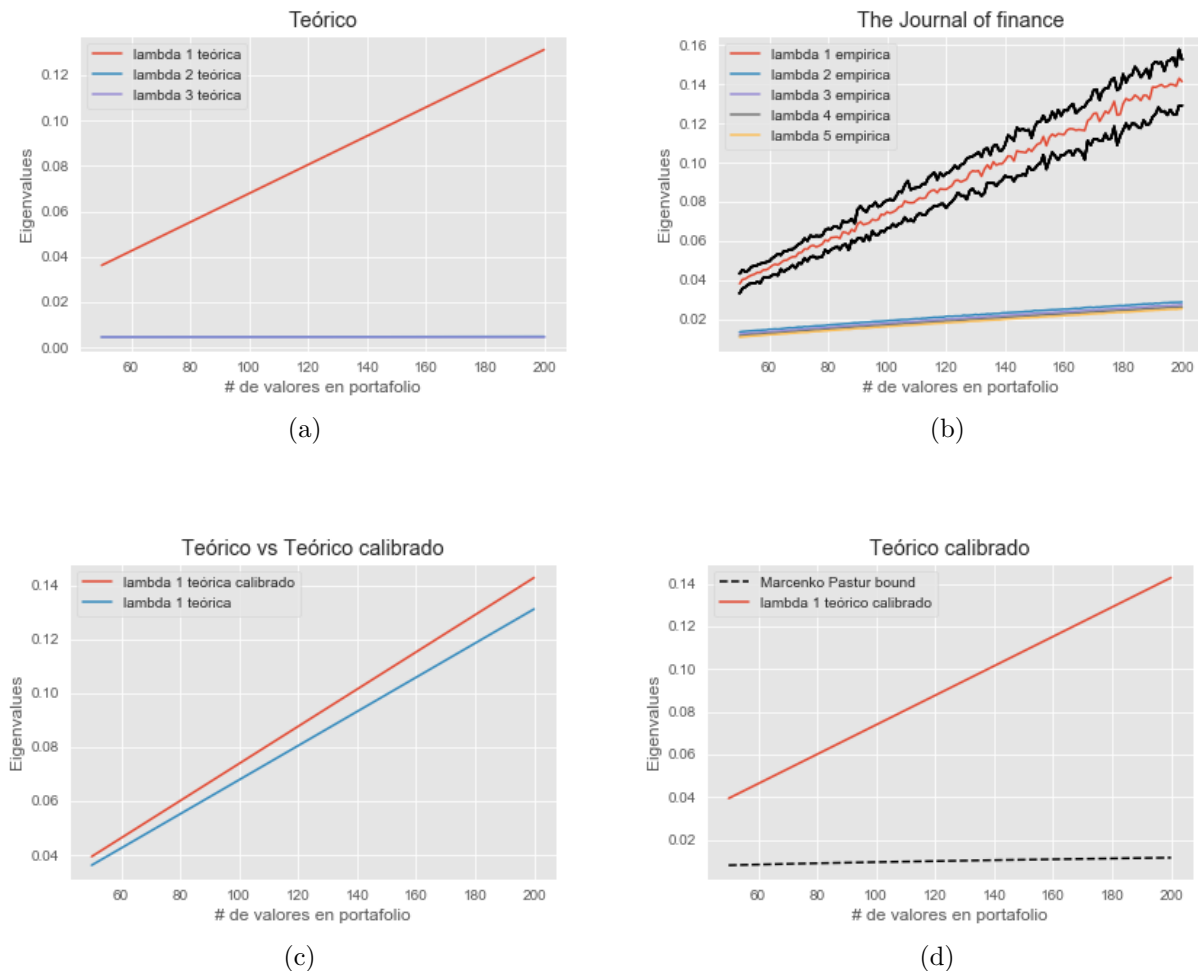 Teórico
lambda 1 teórica
lambda 2 teórica
lambda 3 teórica
Eigenvalues
0.12
0.10
0.08
0.06
0.04
0.02
0.00
60 80 100 120 140 160 180 200
# de valores en portafolio
(a)
The Journal of finance
lambda 1 empirica
lambda 2 empirica
lambda 3 empirica
lambda 4 empirica
lambda 5 empirica
Eigenvalues
0.16
0.14
0.12
0.10
0.08
0.06
0.04
0.02
60 80 100 120 140 160 180 200
# de valores en portafolio
(b)
Teórico vs Teórico calibrado
lambda 1 teórica calibrado
lambda 1 teórica
Eigenvalues
0.14
0.12
0.10
0.08
0.06
0.04
60 80 100 120 140 160 180 200
# de valores en portafolio
(c)
Teórico calibrado
Marcenko Pastur bound
lambda 1 teórico calibrado
Eigenvalues
0.14
0.12
0.10
0.08
0.06
0.04
0.02
60 80 100 120 140 160 180 200
# de valores en portafolio
(d)